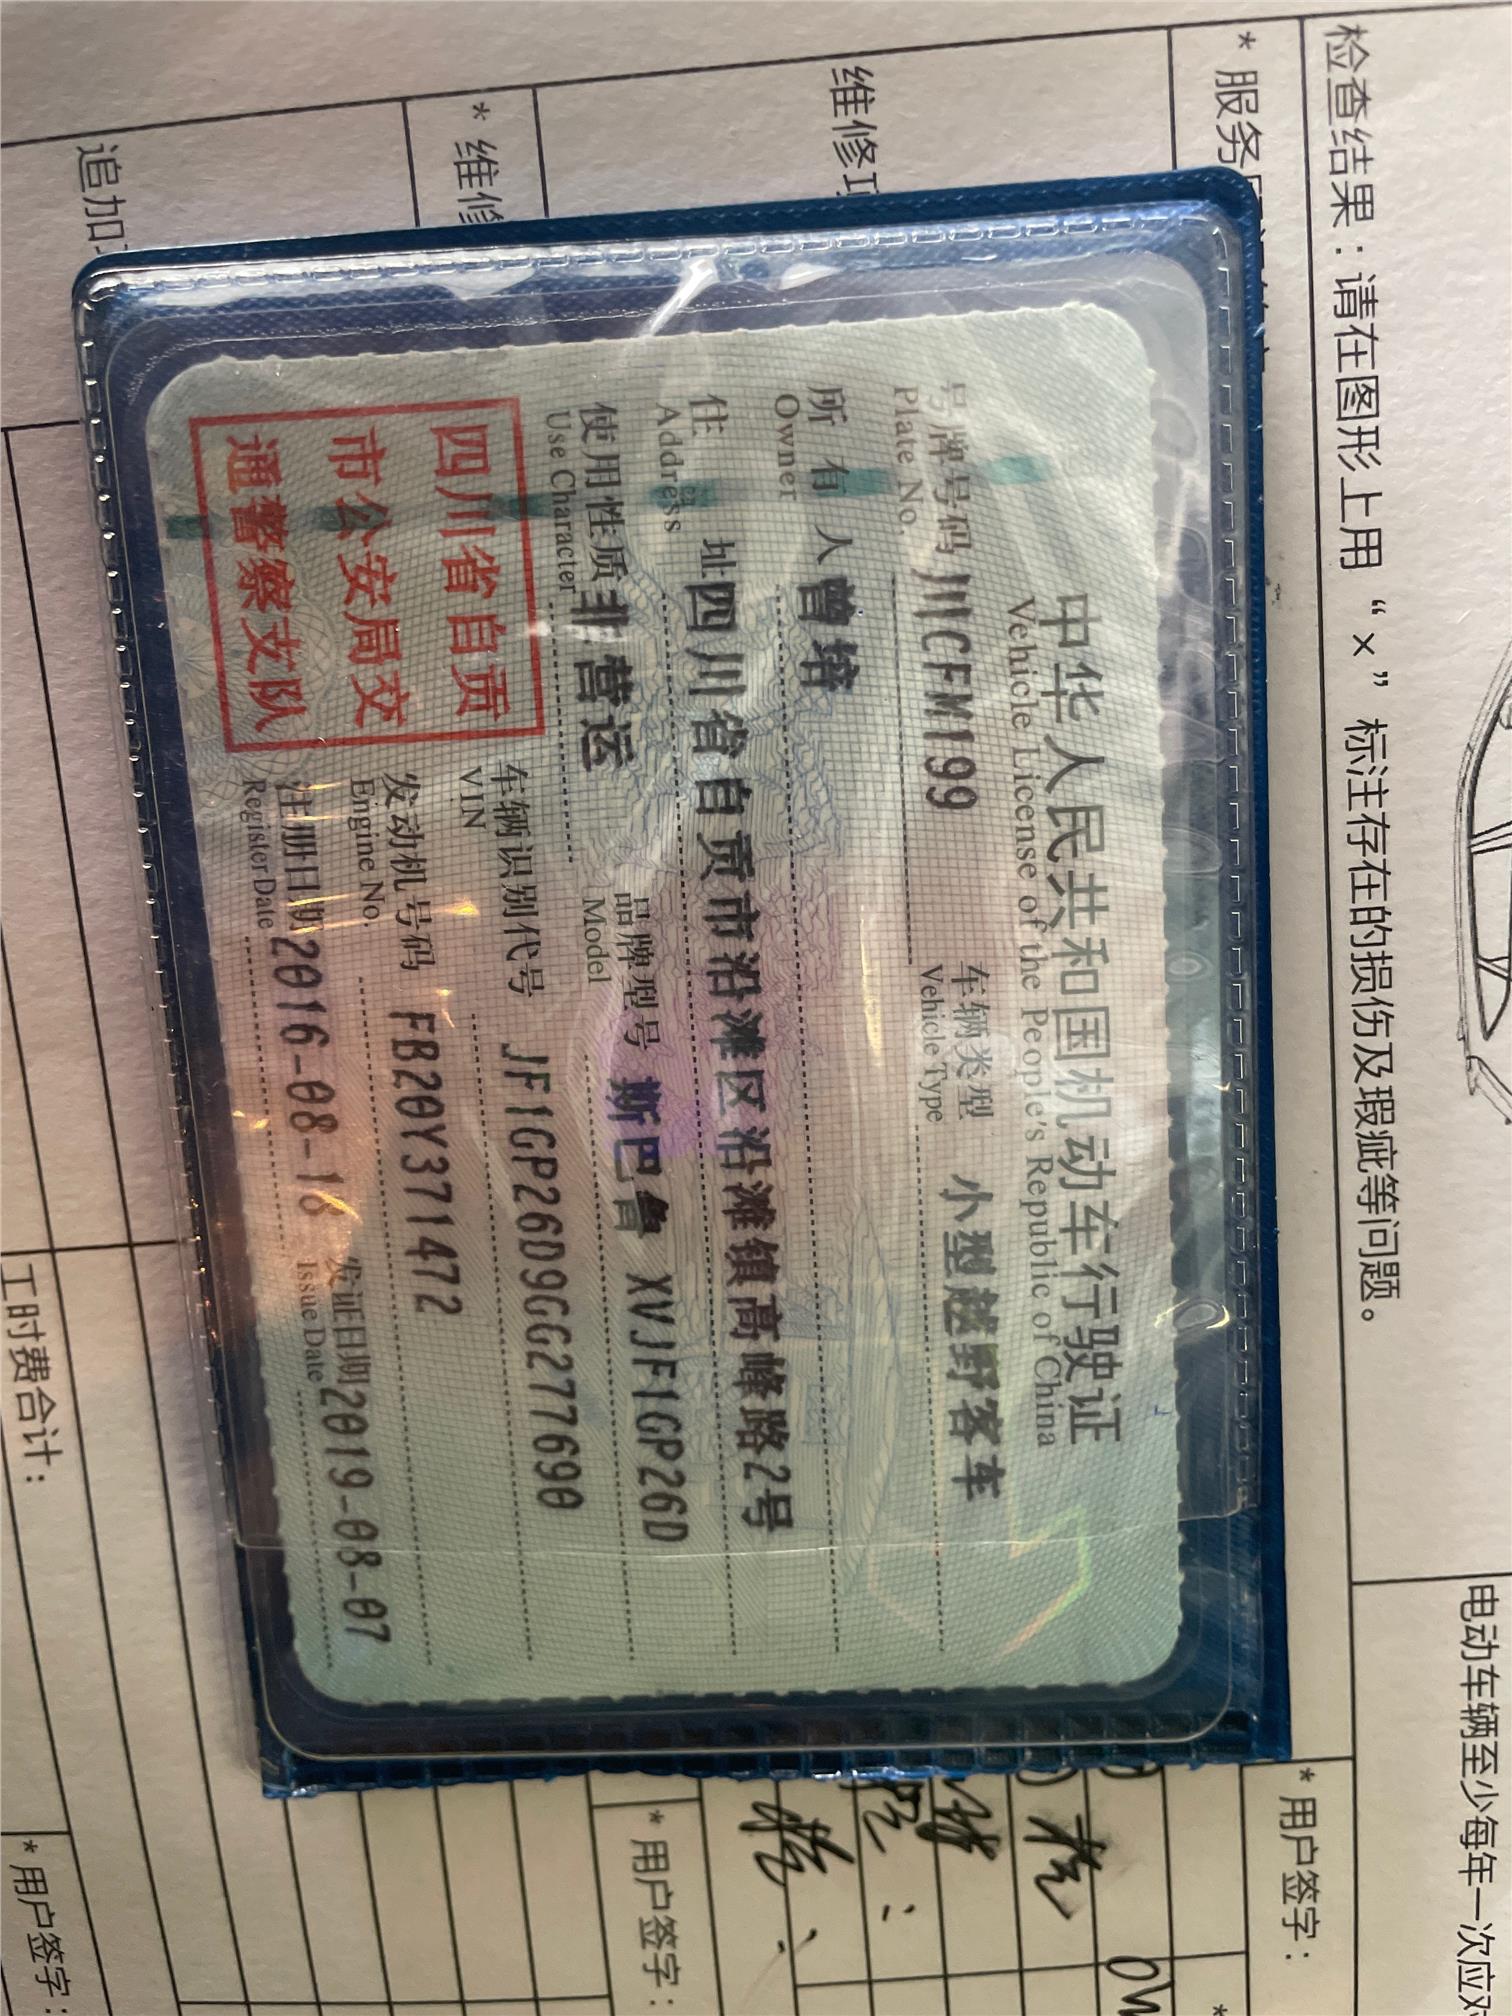 检查结果：请在图形上用“×”标注存在的损伤及瑕疵等问题。
电动车辆至少每年一次应对
* 服务
* 用户签字：
维修
* 维修
* 用户签字：
追加
工时费合计：
* 用户签字：
中华人民共和国机动车行驶证
Vehicle License of the People's Republic of China
号牌号码 川CFM199 车辆类型 小型越野客车
Plate No. Vehicle Type
所有人 曾培
Owner
住址 四川省自贡市沿滩区沿滩镇高峰路2号
Address
使用性质 非营运 品牌型号 斯巴鲁 XVJF1GP26D
Use Character Model
四川省自贡
市公安局交
通警察支队
车辆识别代号 JF1GP26D9GG277690
VIN
发动机号码 FB20Y371472
Engine No.
注册日期 2016-08-18 发证日期 2019-08-07
Register Date Issue Date